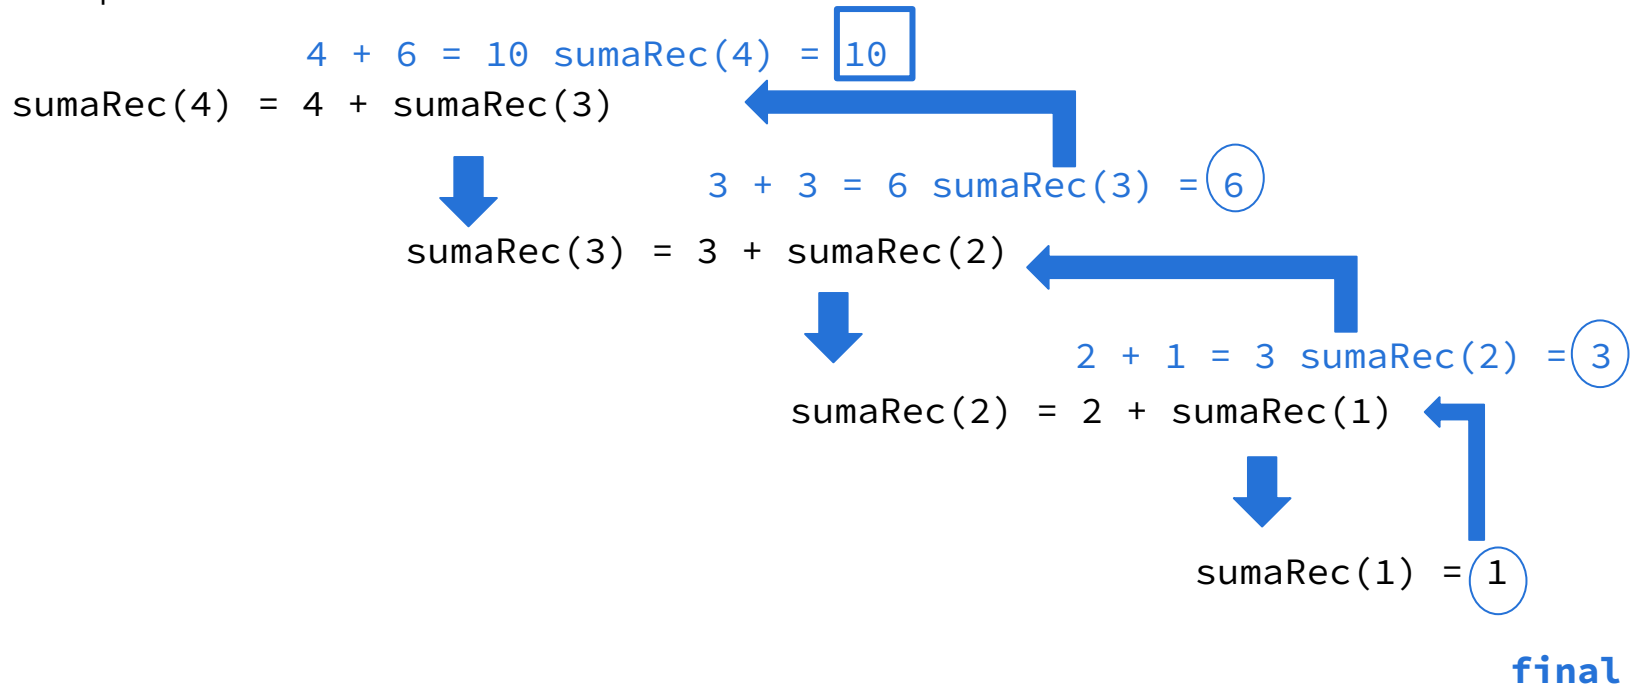 4 + 6 = 10 sumaRec(4) = 10
sumaRec(4) = 4 + sumaRec(3)
3 + 3 = 6 sumaRec(3) = 6
sumaRec(3) = 3 + sumaRec(2)
2 + 1 = 3 sumaRec(2) = 3
sumaRec(2) = 2 + sumaRec(1)
sumaRec(1) = 1
final